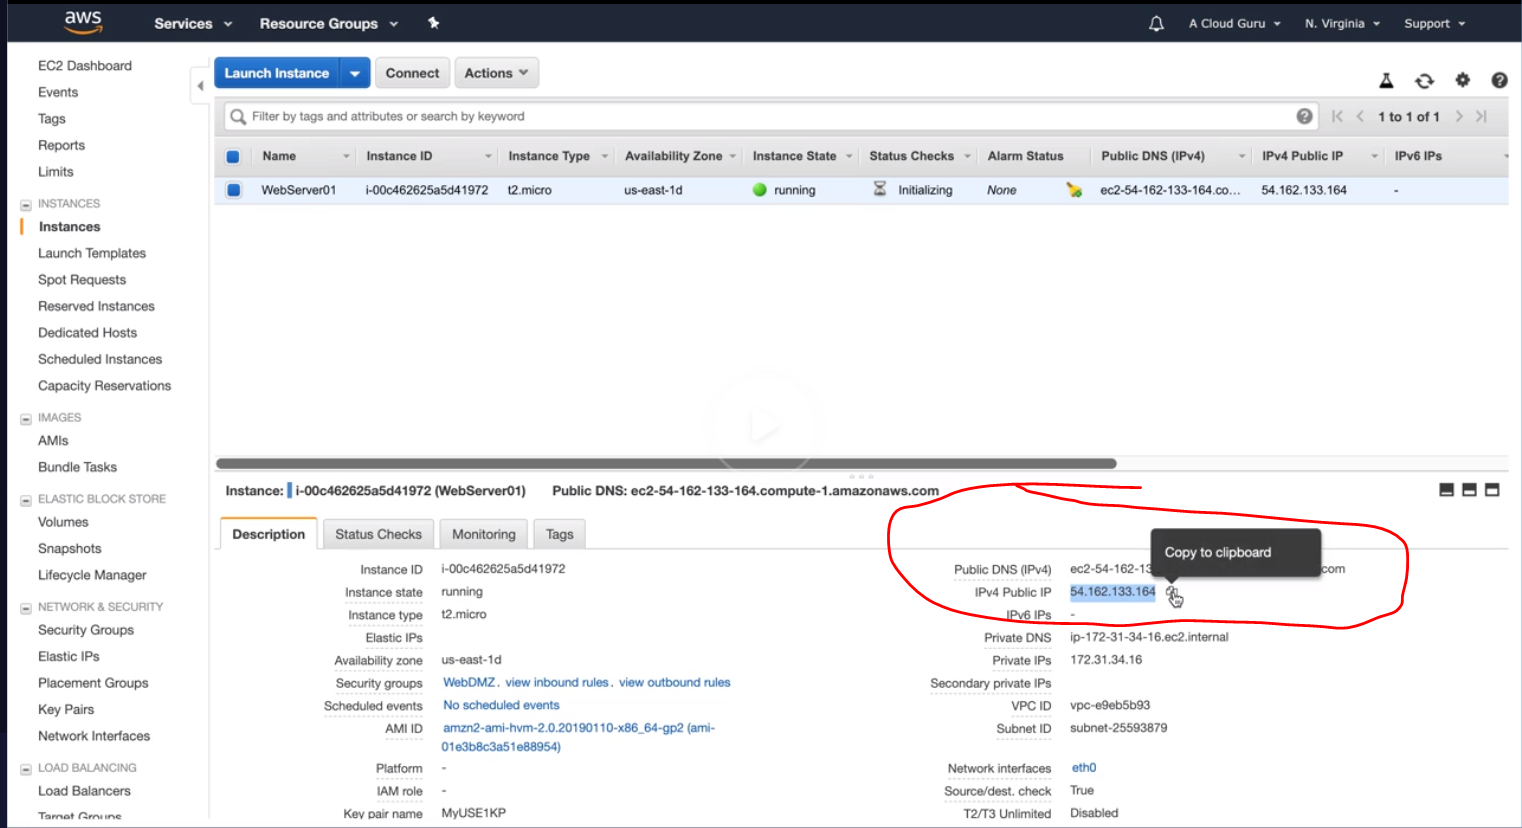 aws Services Resource Groups A Cloud Guru N. Virginia Support
EC2 Dashboard
Events
Tags
Reports
Limits
INSTANCES
Instances
Launch Templates
Spot Requests
Reserved Instances
Dedicated Hosts
Scheduled Instances
Capacity Reservations
IMAGES
AMIs
Bundle Tasks
ELASTIC BLOCK STORE
Volumes
Snapshots
Lifecycle Manager
NETWORK & SECURITY
Security Groups
Elastic IPs
Placement Groups
Key Pairs
Network Interfaces
LOAD BALANCING
Load Balancers
Target Groups
Launch Instance Connect Actions
Filter by tags and attributes or search by keyword 1 to 1 of 1
Name Instance ID Instance Type Availability Zone Instance State Status Checks Alarm Status Public DNS (IPv4) IPv4 Public IP IPv6 IPs
WebServer01 i-00c462625a5d41972 t2.micro us-east-1d running Initializing None ec2-54-162-133-164.co... 54.162.133.164 -
Instance: i-00c462625a5d41972 (WebServer01) Public DNS: ec2-54-162-133-164.compute-1.amazonaws.com
Description Status Checks Monitoring Tags
Instance ID i-00c462625a5d41972
Instance state running
Instance type t2.micro
Elastic IPs
Availability zone us-east-1d
Security groups WebDMZ. view inbound rules. view outbound rules
Scheduled events No scheduled events
AMI ID amzn2-ami-hvm-2.0.20190110-x86_64-gp2 (ami-
01e3b8c3a51e88954)
Platform -
IAM role -
Key pair name MyUSE1KP
Copy to clipboard
Public DNS (IPv4) ec2-54-162-13 com
IPv4 Public IP 54.162.133.164
IPv6 IPs -
Private DNS ip-172-31-34-16.ec2.internal
Private IPs 172.31.34.16
Secondary private IPs
VPC ID vpc-e9eb5b93
Subnet ID subnet-25593879
Network interfaces eth0
Source/dest. check True
T2/T3 Unlimited Disabled